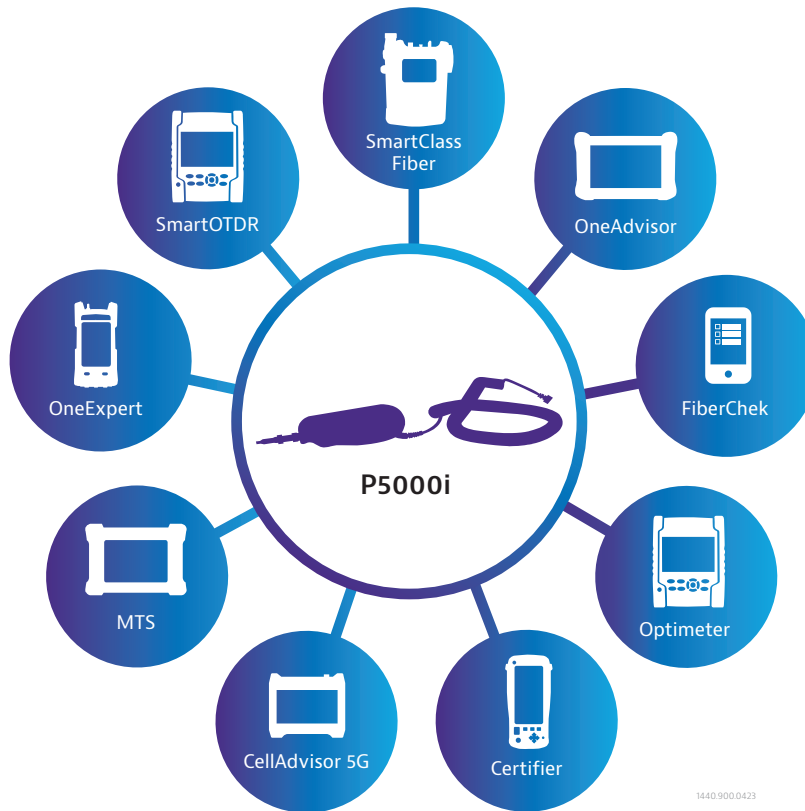 SmartClass
Fiber
SmartOTDR
OneAdvisor
OneExpert
FiberChek
P5000i
MTS
Optimeter
CellAdvisor 5G
Certifier
1440.900.0423